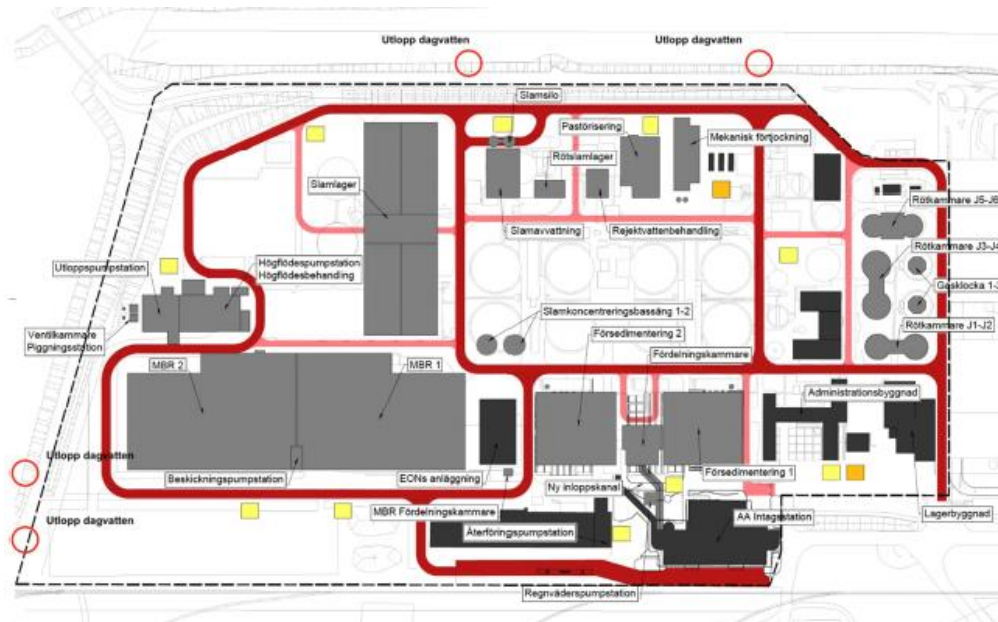 Utlopp dagvatten
Utlopp dagvatten
Slamsilo
Pastörisering
Mekanisk förtjockning
Rötslamlager
Slamlager
Rötkammare J5-J6
Slamavvattning
Rejektvattenbehandling
Rötkammare J3-J4
Högflödespumpstation
Högflödesbehandling
Utloppspumpstation
Gasklocka 1-2
Slamkoncentreringsbassäng 1-2
Rötkammare J1-J2
Ventilkammare
Piggningsstation
Försedimentering 2
Fördelningskammare
MBR 2
MBR 1
Administrationsbyggnad
Utlopp dagvatten
Beskickningspumpstation
EONs anläggning
Försedimentering 1
Ny inloppskanal
MBR Fördelningskammare
AA Intagsstation
Lagerbyggnad
Utlopp dagvatten
Återföringspumpstation
Regnväderspumpstation